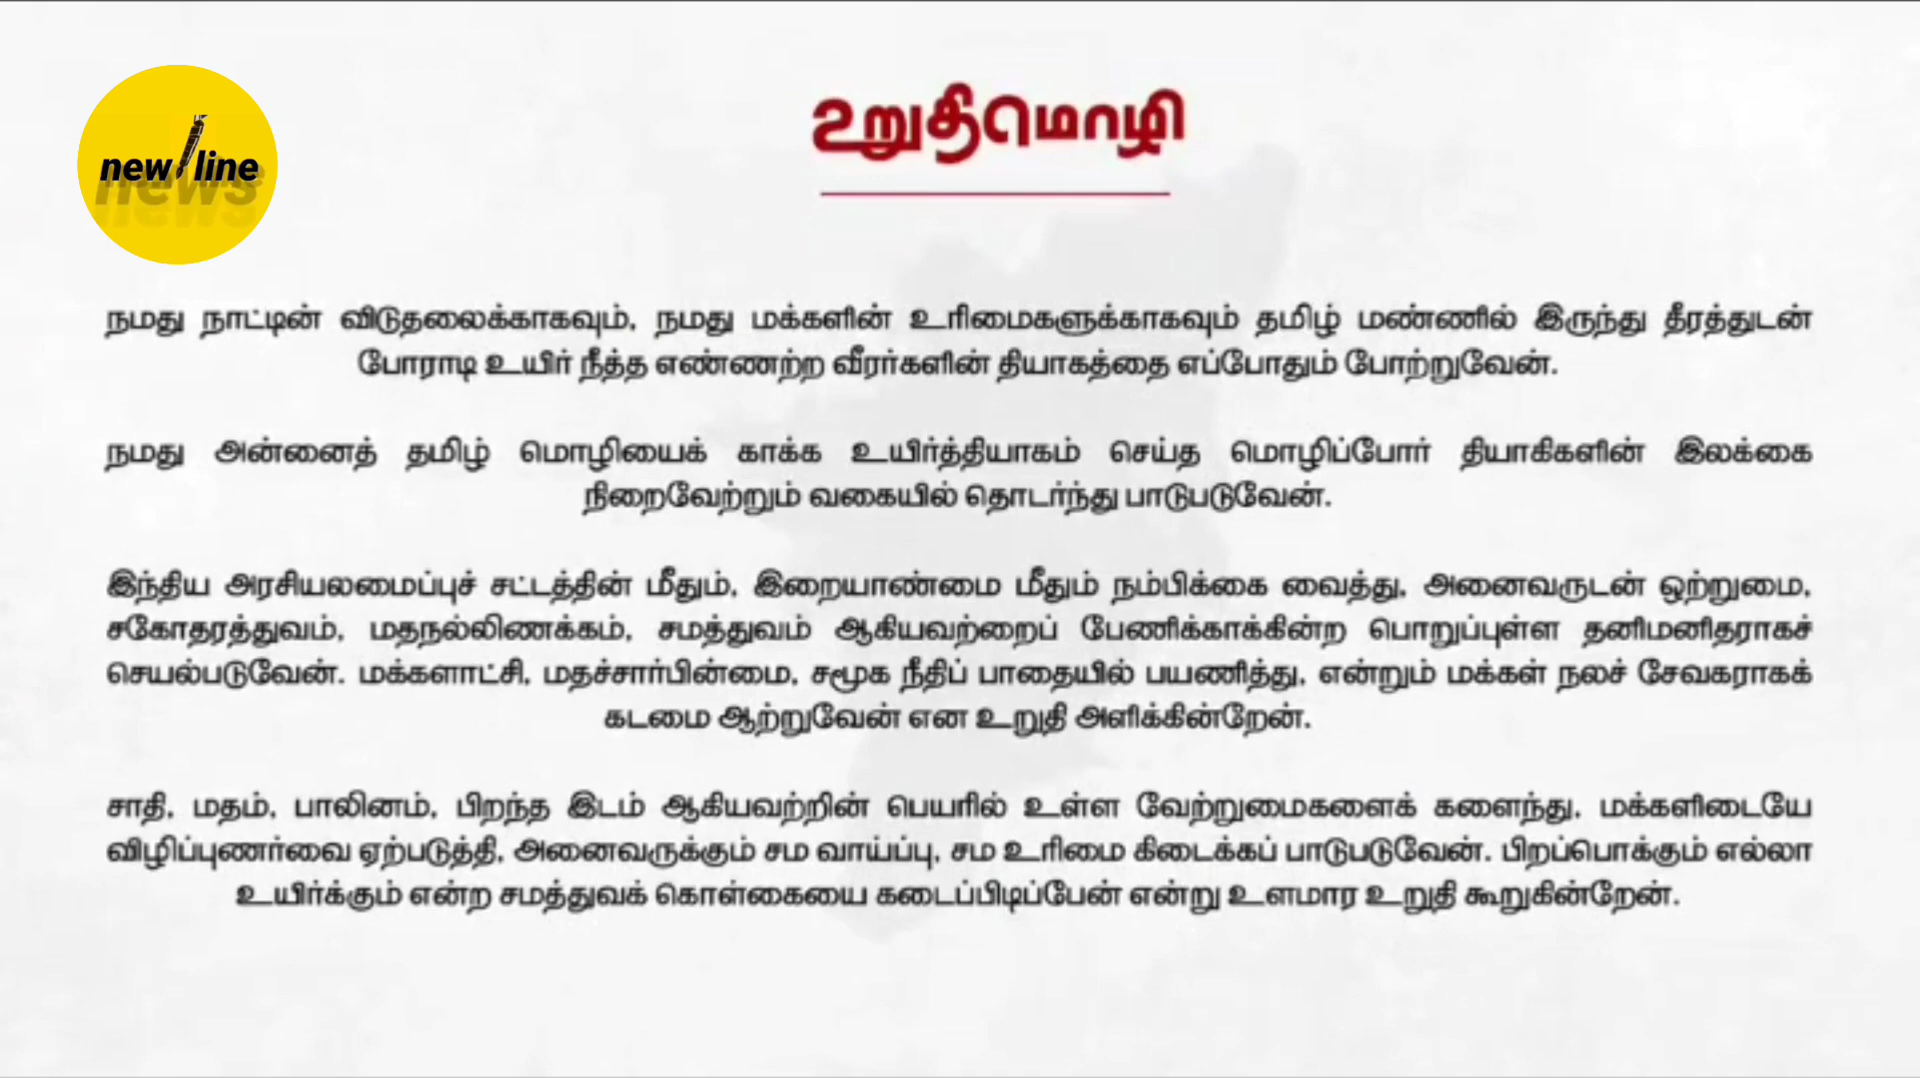 new line
news
உறுதிமொழி
நமது நாட்டின் விடுதலைக்காகவும், நமது மக்களின் உரிமைகளுக்காகவும் தமிழ் மண்ணில் இருந்து தீரத்துடன்
போராடி உயிர் நீத்த எண்ணற்ற வீரர்களின் தியாகத்தை எப்போதும் போற்றுவேன்.
நமது அன்னைத் தமிழ் மொழியைக் காக்க உயிர்த்தியாகம் செய்த மொழிப்போர் தியாகிகளின் இலக்கை
நிறைவேற்றும் வகையில் தொடர்ந்து பாடுபடுவேன்.
இந்திய அரசியலமைப்புச் சட்டத்தின் மீதும், இறையாண்மை மீதும் நம்பிக்கை வைத்து, அனைவருடன் ஒற்றுமை,
சகோதரத்துவம், மதநல்லிணக்கம், சமத்துவம் ஆகியவற்றைப் பேணிக்காக்கின்ற பொறுப்புள்ள தனிமனிதராகச்
செயல்படுவேன். மக்களாட்சி, மதச்சார்பின்மை, சமூக நீதிப் பாதையில் பயணித்து, என்றும் மக்கள் நலச் சேவகராகக்
கடமை ஆற்றுவேன் என உறுதி அளிக்கின்றேன்.
சாதி, மதம், பாலினம், பிறந்த இடம் ஆகியவற்றின் பெயரில் உள்ள வேற்றுமைகளைக் களைந்து, மக்களிடையே
விழிப்புணர்வை ஏற்படுத்தி, அனைவருக்கும் சம வாய்ப்பு, சம உரிமை கிடைக்கப் பாடுபடுவேன். பிறப்பொக்கும் எல்லா
உயிர்க்கும் என்ற சமத்துவக் கொள்கையை கடைப்பிடிப்பேன் என்று உளமார உறுதி கூறுகின்றேன்.